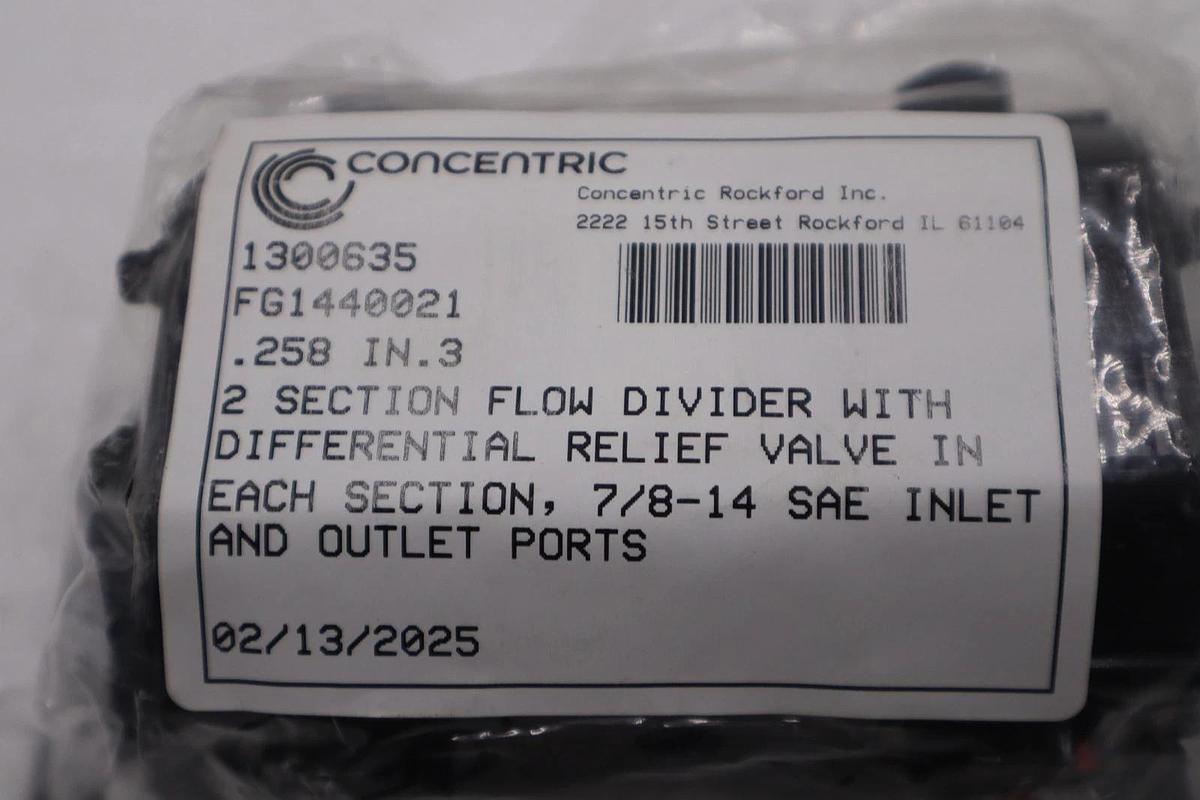 CONCENTRIC
Concentric Rockford Inc.
2222 15th Street Rockford IL 61104
1300635
FG1440021
.258 IN.3
2 SECTION FLOW DIVIDER WITH
DIFFERENTIAL RELIEF VALVE IN
EACH SECTION, 7/8-14 SAE INLET
AND OUTLET PORTS
02/13/2025